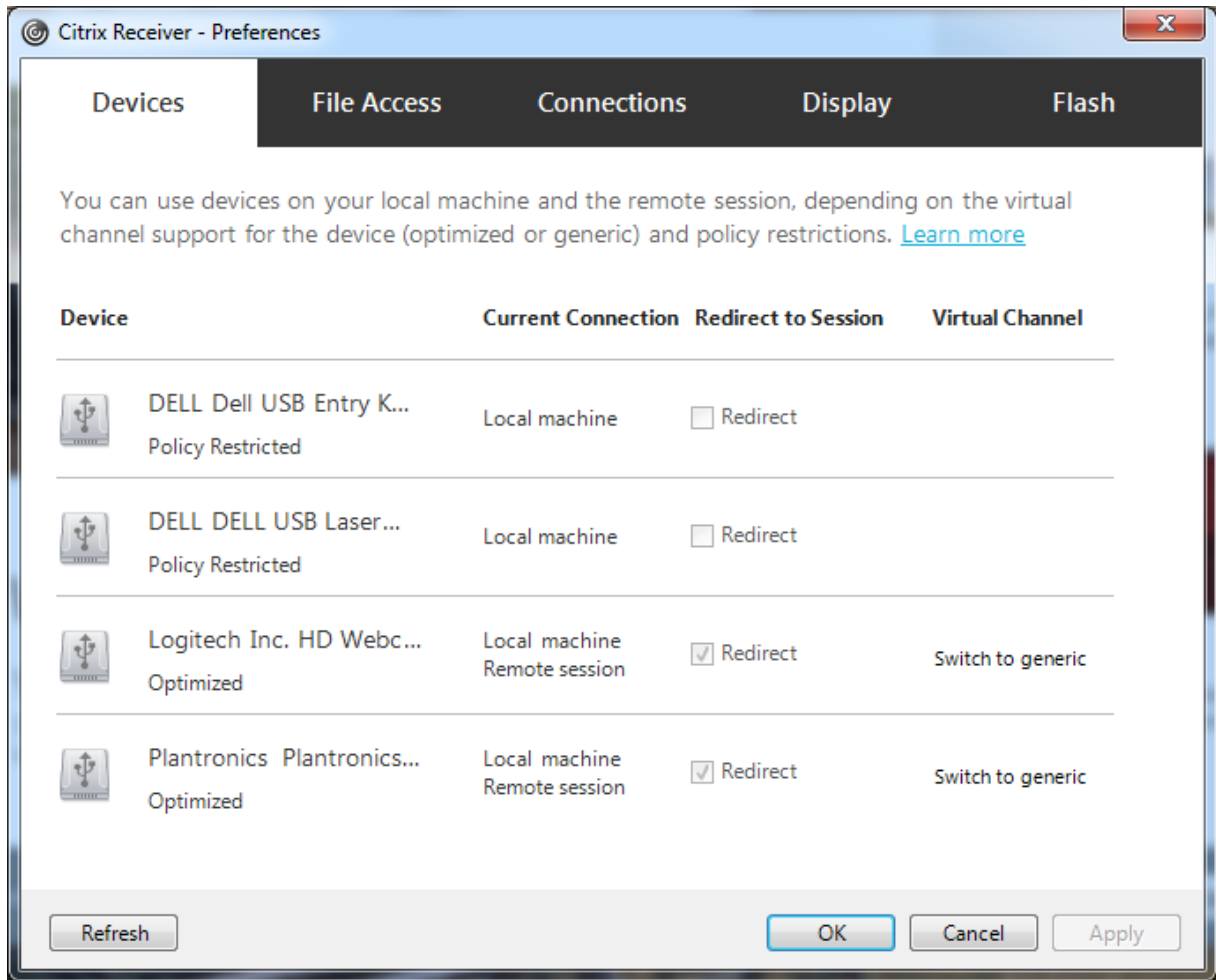 Citrix Receiver - Preferences
Devices File Access Connections Display Flash
You can use devices on your local machine and the remote session, depending on the virtual
channel support for the device (optimized or generic) and policy restrictions. Learn more
Device Current Connection Redirect to Session Virtual Channel
DELL Dell USB Entry K...
Policy Restricted
Local machine
Redirect
DELL DELL USB Laser...
Policy Restricted
Local machine
Redirect
Logitech Inc. HD Webc...
Optimized
Local machine
Remote session
Redirect
Switch to generic
Plantronics Plantronics...
Optimized
Local machine
Remote session
Redirect
Switch to generic
Refresh OK Cancel Apply